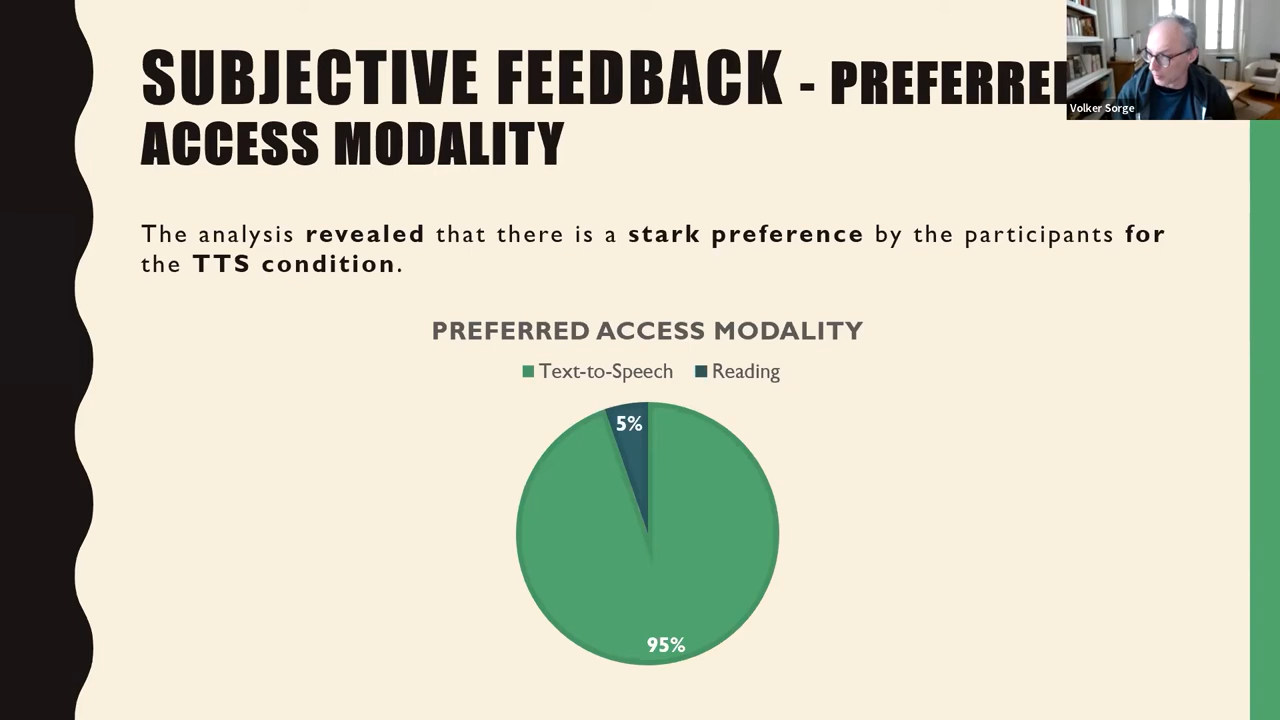 SUBJECTIVE FEEDBACK - PREFERRE
ACCESS MODALITY
Volker Sorge
The analysis revealed that there is a stark preference by the participants for
the TTS condition.
PREFERRED ACCESS MODALITY
Text-to-Speech Reading
5%
95%